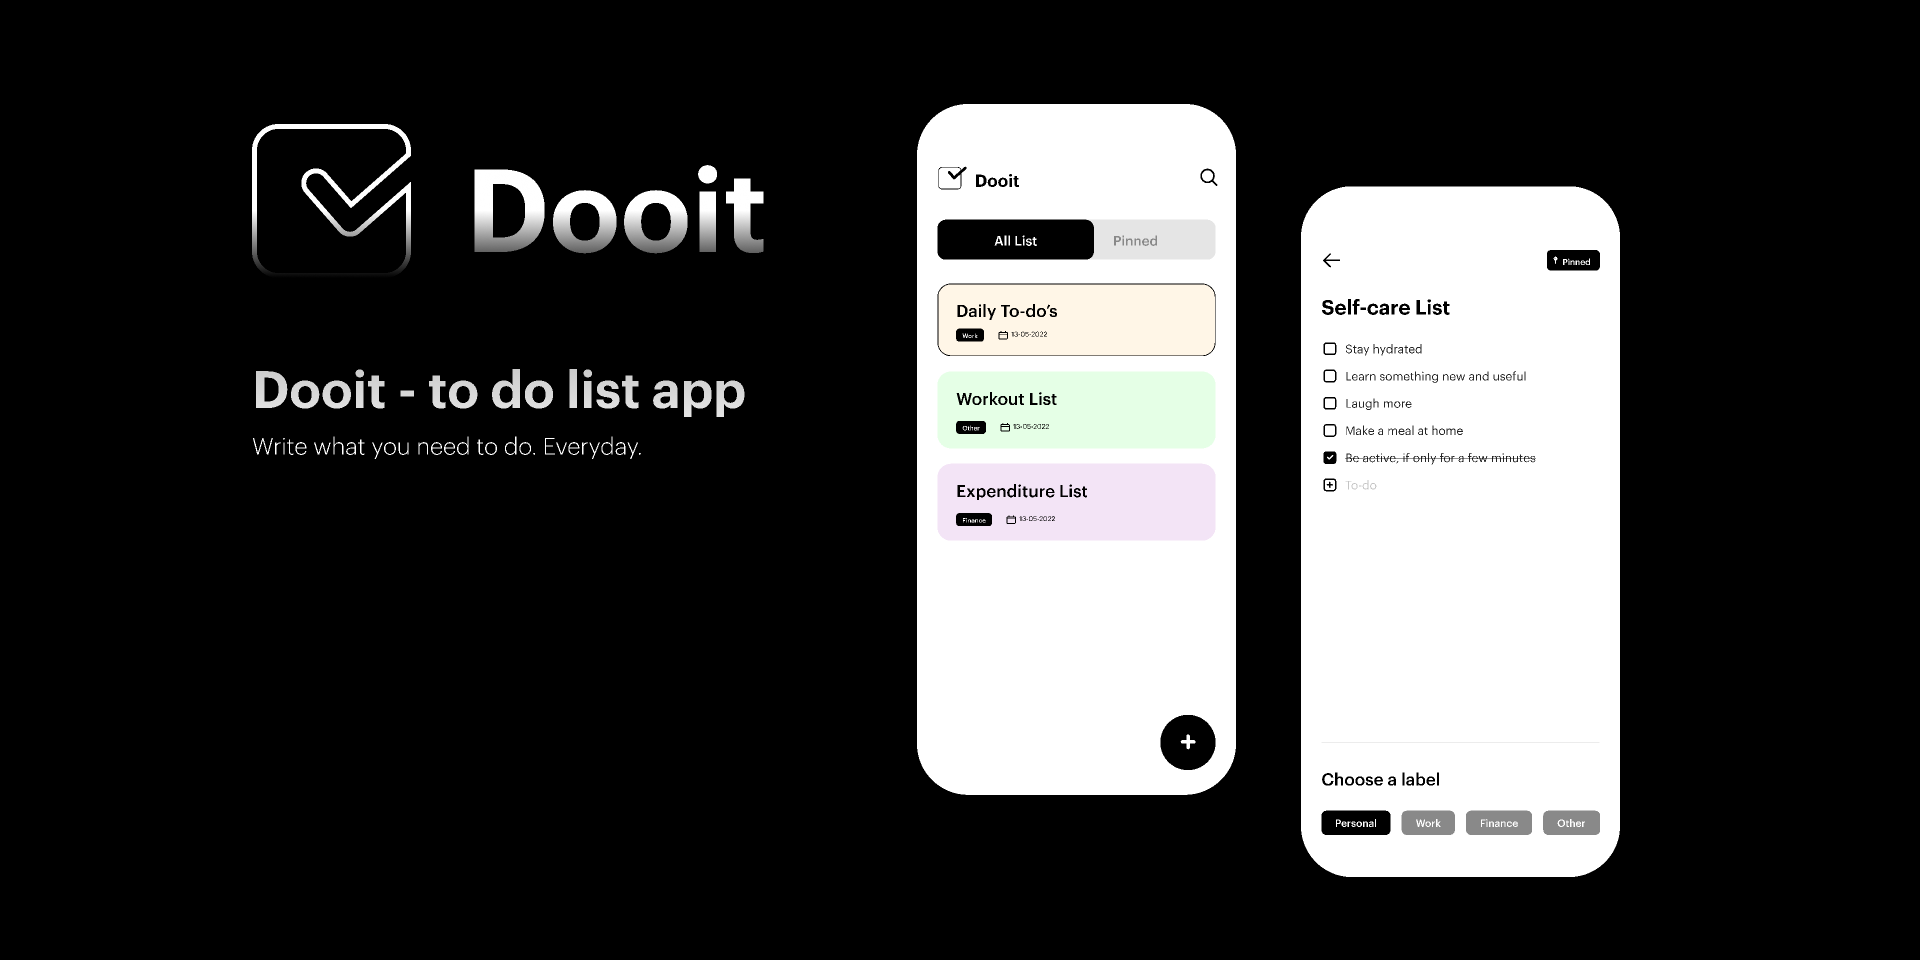 Dooit
Dooit - to do list app
Write what you need to do. Everyday.
Dooit
All List
Pinned
Daily To-do’s
Work
13-05-2022
Workout List
Other
13-05-2022
Expenditure List
Finance
13-05-2022
Pinned
Self-care List
Stay hydrated
Learn something new and useful
Laugh more
Make a meal at home
Be active, if only for a few minutes
To-do
Choose a label
Personal
Work
Finance
Other